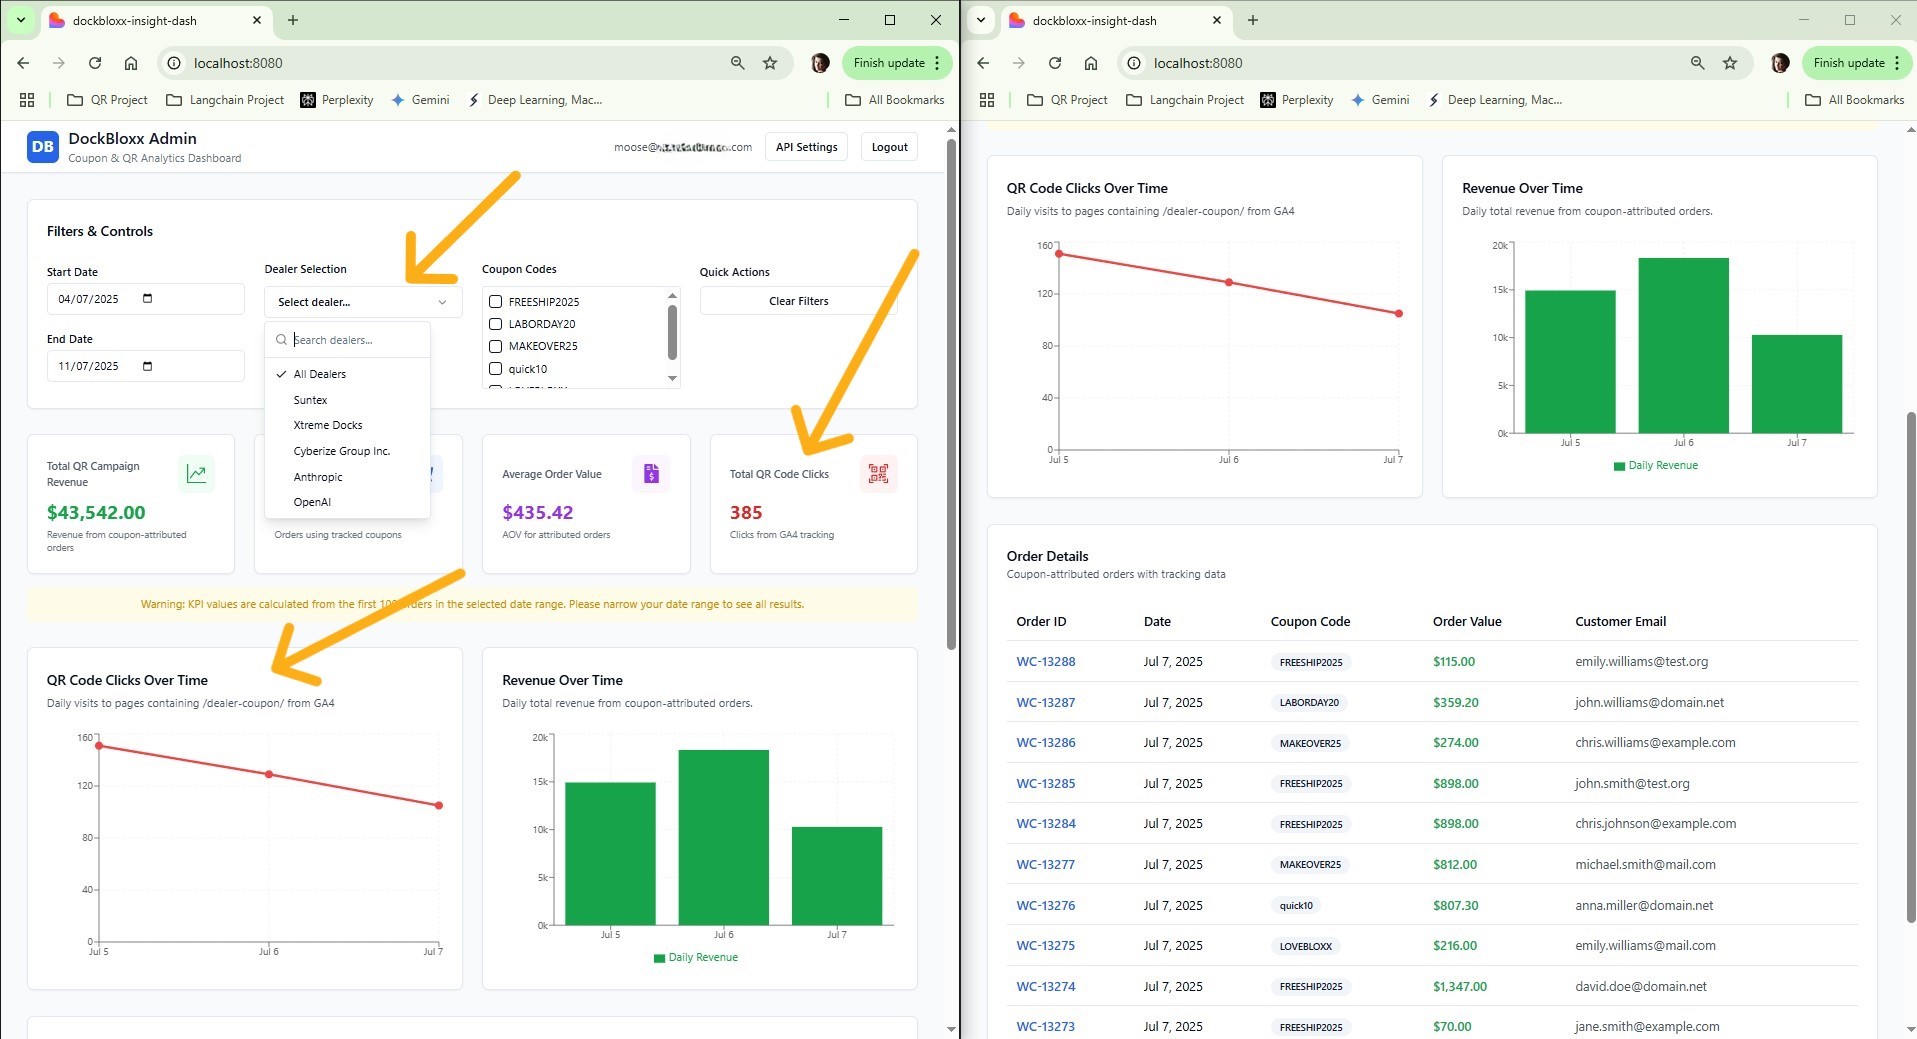 dockbloxx-insight-dash
localhost:8080
Finish update
QR Project
Langchain Project
Perplexity
Gemini
Deep Learning, Mac...
All Bookmarks
DB
DockBloxx Admin
Coupon & QR Analytics Dashboard
moose@
.com
API Settings
Logout
Filters & Controls
Start Date
04/07/2025
End Date
11/07/2025
Dealer Selection
Select dealer...
Search dealers...
All Dealers
Suntex
Xtreme Docks
Cyberize Group Inc.
Anthropic
OpenAI
Coupon Codes
FREESHIP2025
LABORDAY20
MAKEOVER25
quick10
Quick Actions
Clear Filters
Total QR Campaign
Revenue
$43,542.00
Revenue from coupon-attributed
orders
Orders using tracked coupons
Average Order Value
$435.42
AOV for attributed orders
Total QR Code Clicks
385
Clicks from GA4 tracking
Warning: KPI values are calculated from the first 100 orders in the selected date range. Please narrow your date range to see all results.
QR Code Clicks Over Time
Daily visits to pages containing /dealer-coupon/ from GA4
160
120
80
40
0
Jul 5
Jul 6
Jul 7
Revenue Over Time
Daily total revenue from coupon-attributed orders.
20k
15k
10k
5k
0k
Jul 5
Jul 6
Jul 7
Daily Revenue
dockbloxx-insight-dash
localhost:8080
Finish update
QR Project
Langchain Project
Perplexity
Gemini
Deep Learning, Mac...
All Bookmarks
QR Code Clicks Over Time
Daily visits to pages containing /dealer-coupon/ from GA4
160
120
80
40
0
Jul 5
Jul 6
Jul 7
Revenue Over Time
Daily total revenue from coupon-attributed orders.
20k
15k
10k
5k
0k
Jul 5
Jul 6
Jul 7
Daily Revenue
Order Details
Coupon-attributed orders with tracking data
Order ID Date Coupon Code Order Value Customer Email
WC-13288 Jul 7, 2025 FREESHIP2025 $115.00 emily.williams@test.org
WC-13287 Jul 7, 2025 LABORDAY20 $359.20 john.williams@domain.net
WC-13286 Jul 7, 2025 MAKEOVER25 $274.00 chris.williams@example.com
WC-13285 Jul 7, 2025 FREESHIP2025 $898.00 john.smith@test.org
WC-13284 Jul 7, 2025 FREESHIP2025 $898.00 chris.johnson@example.com
WC-13277 Jul 7, 2025 MAKEOVER25 $812.00 michael.smith@mail.com
WC-13276 Jul 7, 2025 quick10 $807.30 anna.miller@domain.net
WC-13275 Jul 7, 2025 LOVEBLOXX $216.00 emily.williams@mail.com
WC-13274 Jul 7, 2025 FREESHIP2025 $1,347.00 david.doe@domain.net
WC-13273 Jul 7, 2025 FREESHIP2025 $70.00 jane.smith@example.com